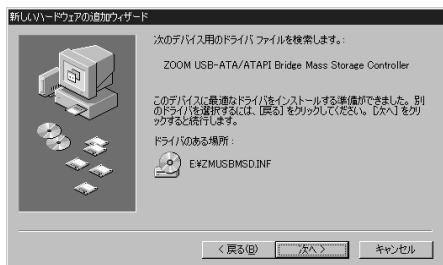 新しいハードウェアの追加ウィザード
次のデバイス用のドライバ ファイルを検索します。:
ZOOM USB-ATA/ATAPI Bridge Mass Storage Controller
このデバイスに最適なドライバをインストールする準備ができました。別
のドライバを選択するには、[戻る] をクリックしてください。[次へ] をクリ
ックすると続行します。
ドライバのある場所:
E:¥ZMUSBMSD.INF
< 戻る(B)
次へ >
キャンセル